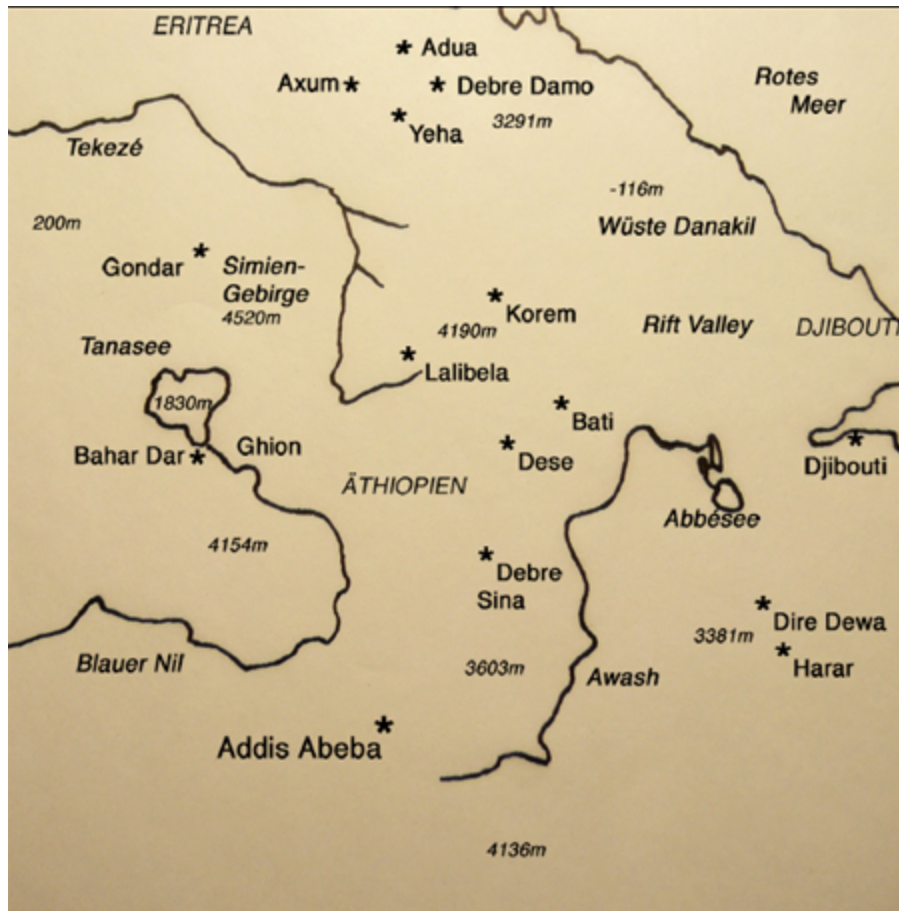 ERITREA
* Adua
Axum *
* Debre Damo
Rotes
Meer
* Yeha
3291m
Tekezé
-116m
Wüste Danakil
200m
Gondar *
Simien-
Gebirge
4520m
* Korem
4190m
Rift Valley
DJIBOUTI
Tanasee
* Lalibela
1830m
* Bati
Bahar Dar *
Ghion
* Dese
* Djibouti
ÄTHIOPIEN
Abbésee
4154m
* Debre
Sina
* Dire Dewa
3381m
* Harar
Blauer Nil
3603m
Awash
Addis Abeba *
4136m